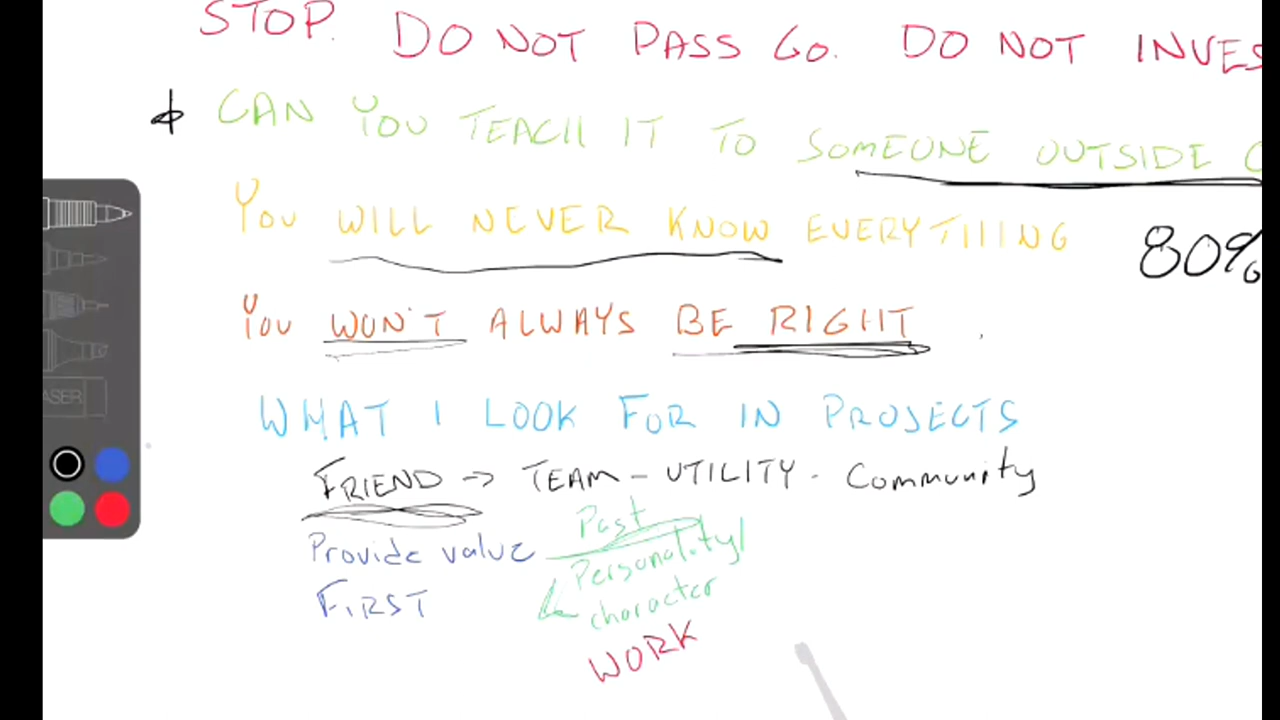 STOP. DO NOT PASS GO. DO NOT INVES
CAN YOU TEACH IT TO SOMEONE OUTSIDE
YOU WILL NEVER KNOW EVERYTHING 80%
YOU WON'T ALWAYS BE RIGHT
WHAT I LOOK FOR IN PROJECTS
FRIEND -> TEAM - UTILITY - Community
Past
Provide value
Personality/
FIRST
character
WORK
ASER